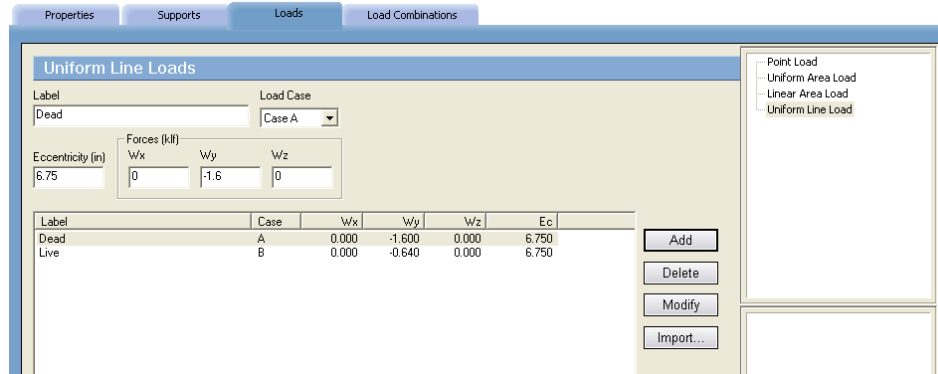 Properties Supports Loads Load Combinations
Uniform Line Loads
Label Load Case
Dead Case A
Forces (klf)
Eccentricity (in) Wx Wy Wz
6.75 0 -1.6 0
Label Case Wx Wy Wz Ec
Dead A 0.000 -1.600 0.000 6.750
Live B 0.000 -0.640 0.000 6.750
Add
Delete
Modify
Import...
Point Load
Uniform Area Load
Linear Area Load
Uniform Line Load